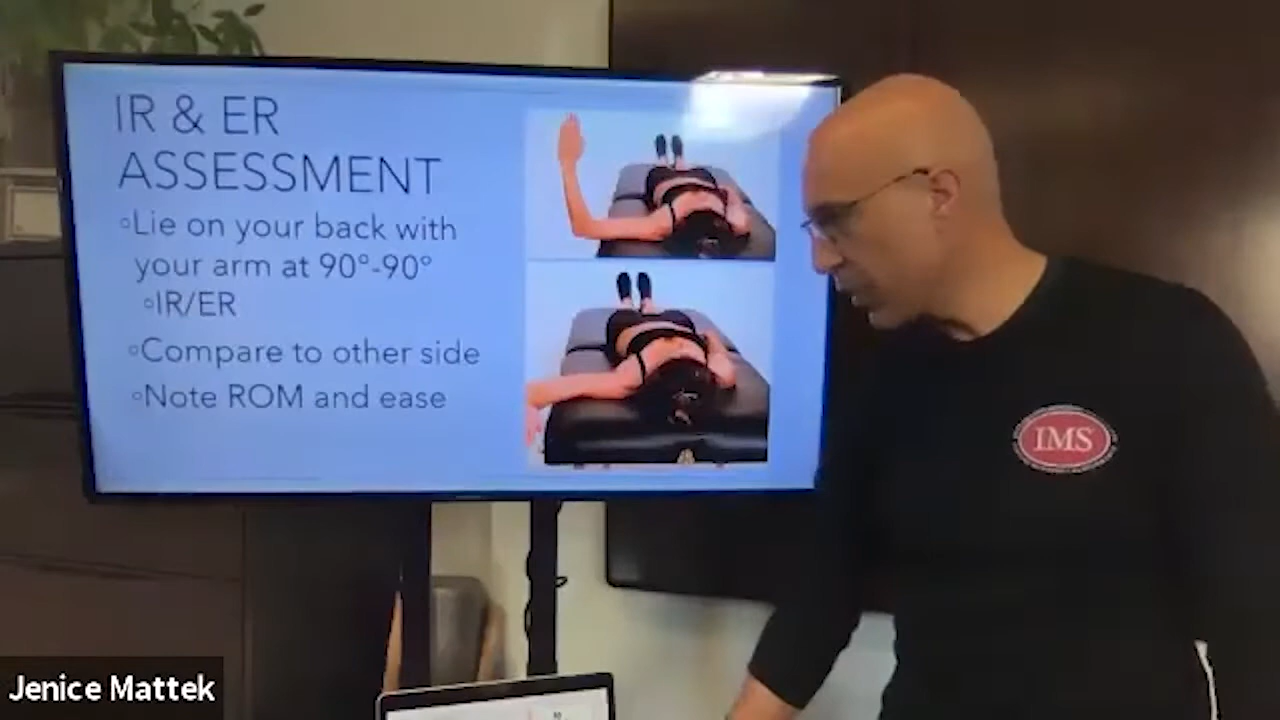 IR & ER
ASSESSMENT
◦Lie on your back with
your arm at 90°-90°
◦IR/ER
◦Compare to other side
◦Note ROM and ease
IMS
Jenice Mattek